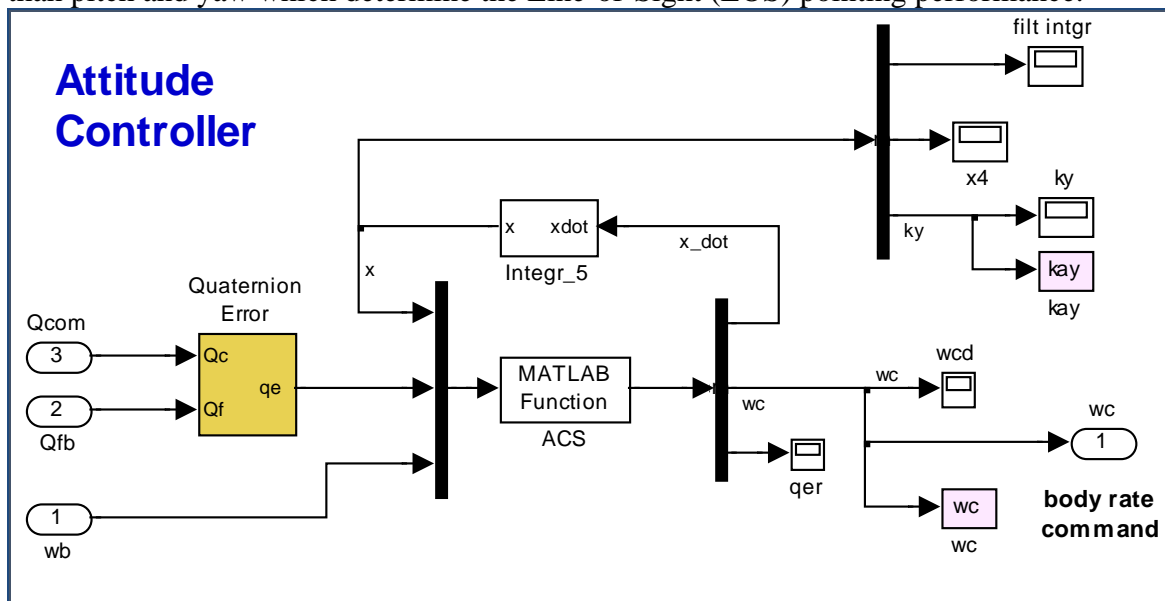 than pitch and yaw which determine the Line-of-Sight (LOS) pointing performance.
Attitude
Controller
filt intgr
x4
ky
ky
kay
kay
x
xdot
Integr_5
x_dot
x
Quaternion
Error
Qcom
3
Qc
qe
2
Qf
Qfb
MATLAB
Function
ACS
wc
wc
wcd
wc
1
qer
1
wb
wc
wc
body rate
command